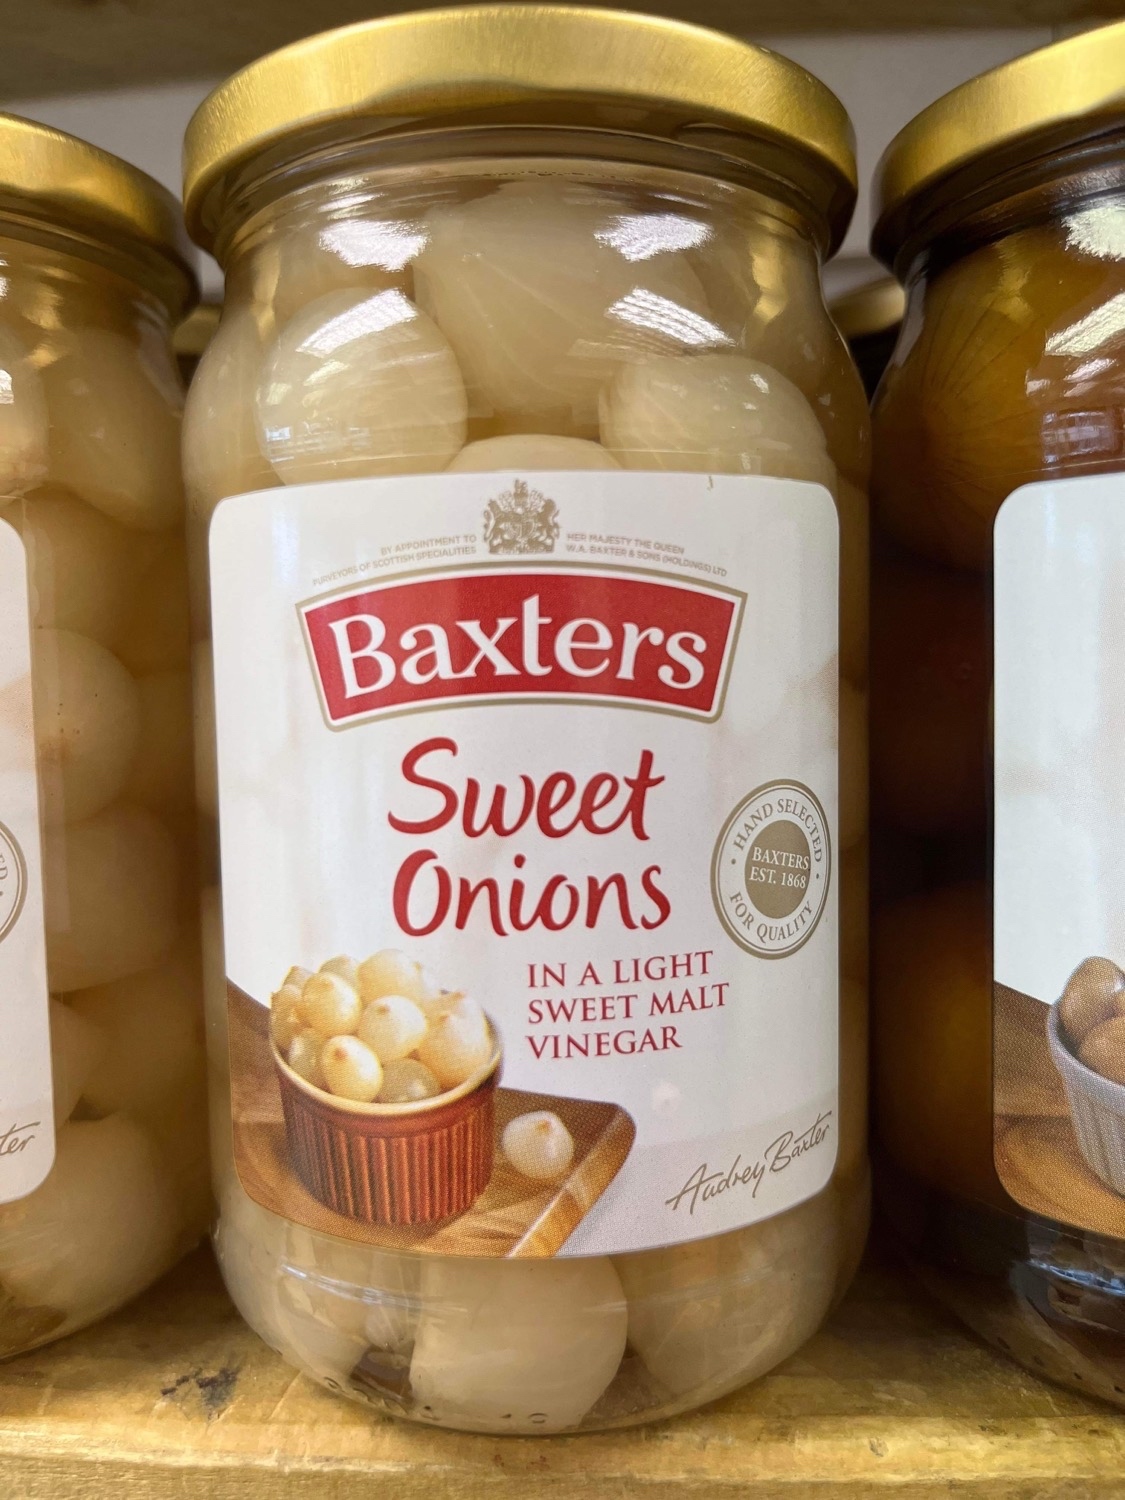 BY APPOINTMENT TO
PURVEYORS OF SCOTTISH SPECIALITIES
HER MAJESTY THE QUEEN
W.A. BAXTER & SONS (HOLDINGS) LTD
Baxters
Sweet
Onions
HAND SELECTED
BAXTERS
EST. 1868
FOR QUALITY
IN A LIGHT
SWEET MALT
VINEGAR
Audrey Baxter